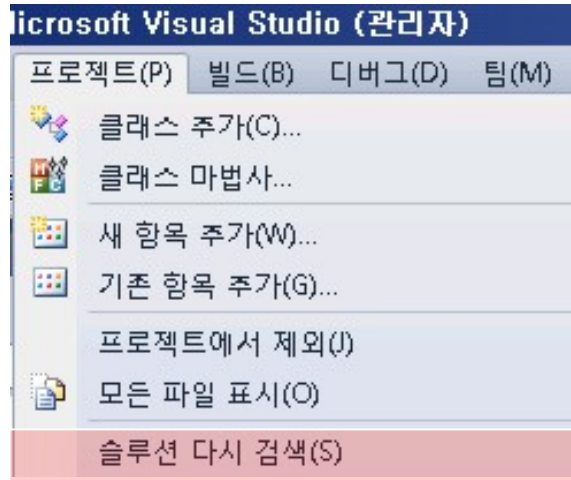 licrosoft Visual Studio (관리자)
프로젝트(P) 빌드(B) 디버그(D) 팀(M)
클래스 추가(C)...
클래스 마법사...
새 항목 추가(W)...
기존 항목 추가(G)...
프로젝트에서 제외(J)
모든 파일 표시(O)
솔루션 다시 검색(S)